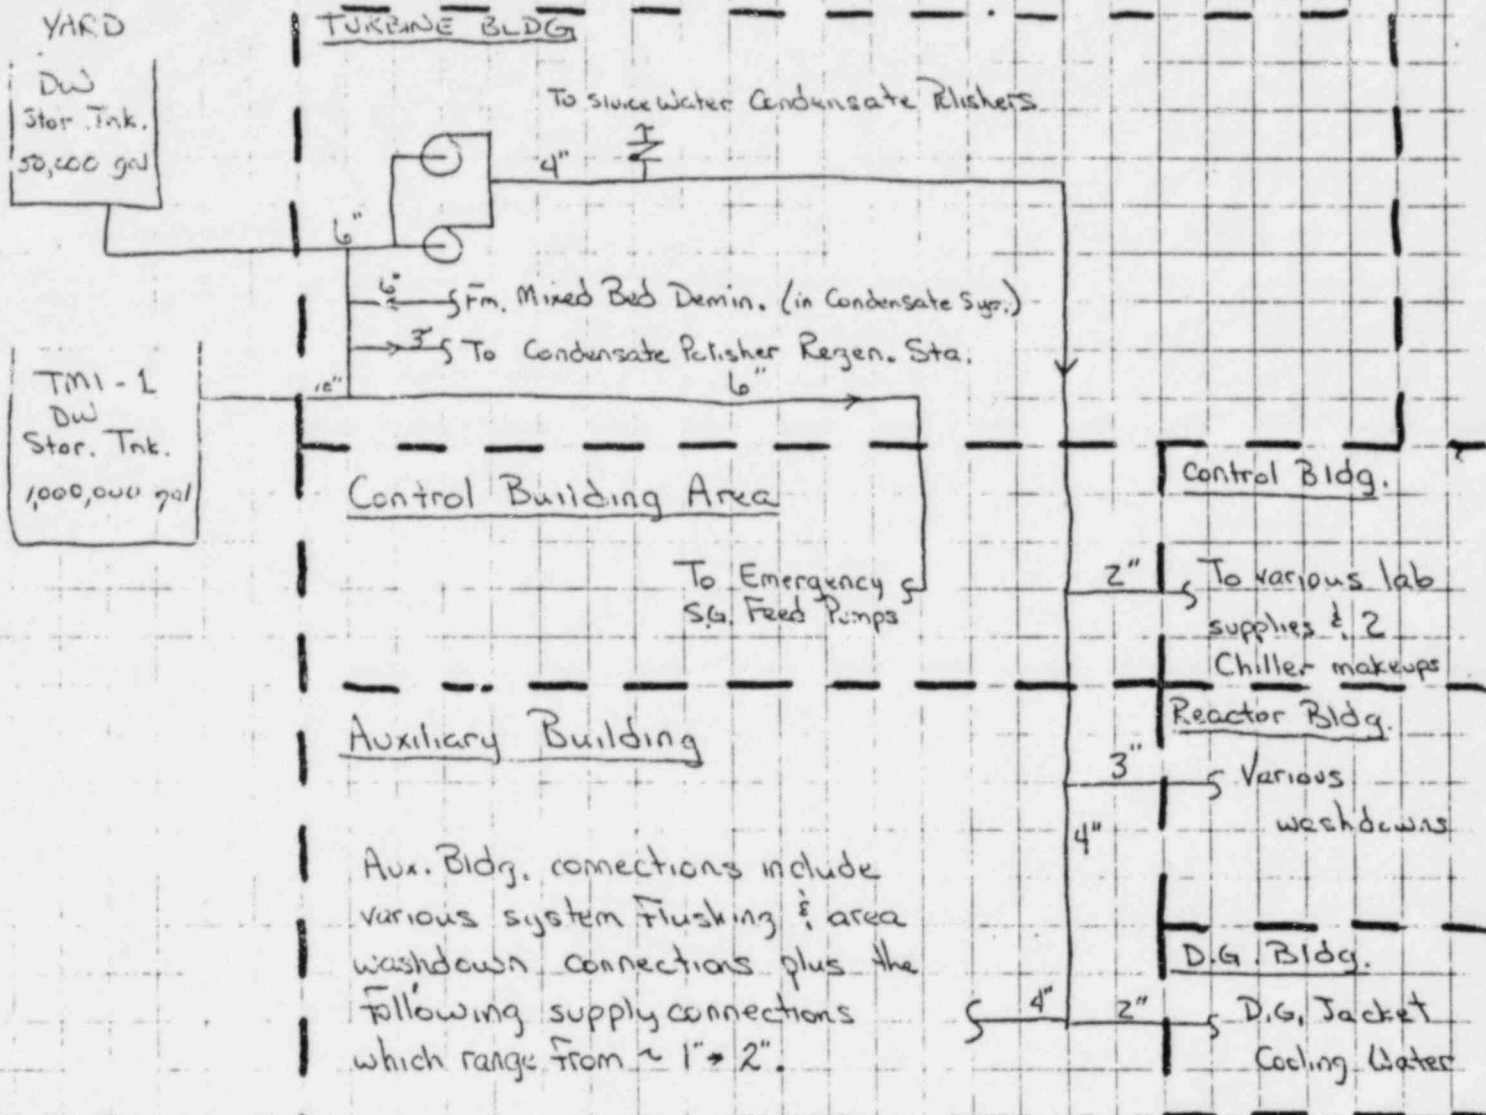 YARD
TURBINE BLDG
DW
Stor. Tnk.
50,000 gal
To sluice Water Condensate Polishers
4"
6"
6"
Fm. Mixed Bed Demin. (in Condensate Sys.)
3"
To Condensate Polisher Regen. Sta.
TMI-1
DW
Stor. Tnk.
1,000,000 gal
10"
6"
Control Building Area
Control Bldg.
To Emergency
S.G. Feed Pumps
2"
To various lab
supplies & 2
Chiller makeups
Auxiliary Building
Reactor Bldg.
3"
Various
washdowns
4"
Aux. Bldg. connections include
various system flushing & area
washdown connections plus the
following supply connections
which range from ~ 1" → 2".
D.G. Bldg.
4"
2"
D.G. Jacket
Cooling Water